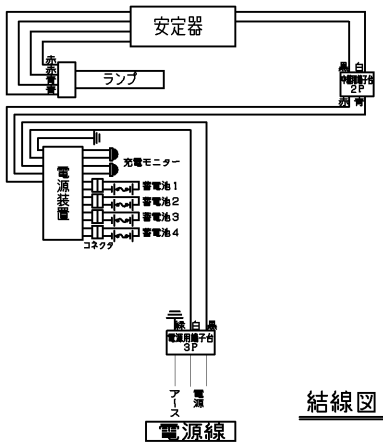 安定器
赤
赤
青
青
ランプ
黒 白
中継用端子台
2P
赤 青
電源装置
充電モニター
蓄電池1
蓄電池2
蓄電池3
蓄電池4
コネクタ
緑 白 黒
電源用端子台
3P
アース
電源
電源線
結線図